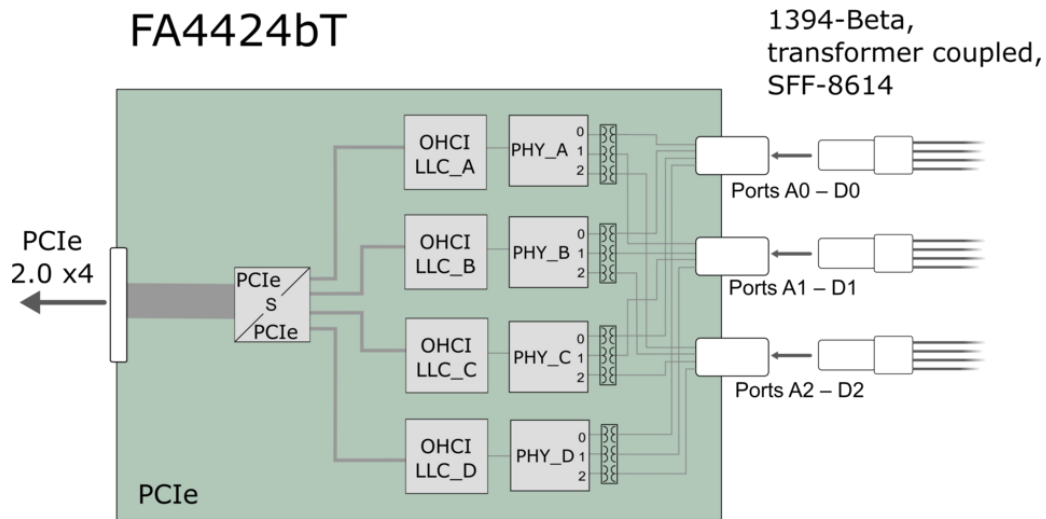 FA4424bT
1394-Beta,
transformer coupled,
SFF-8614
OHCI
LLC_A
PHY_A
0
1
2
Ports A0 – D0
OHCI
LLC_B
PHY_B
0
1
2
Ports A1 – D1
PCIe
2.0 x4
PCIe
S
PCIe
OHCI
LLC_C
PHY_C
0
1
2
Ports A2 – D2
OHCI
LLC_D
PHY_D
0
1
2
PCIe